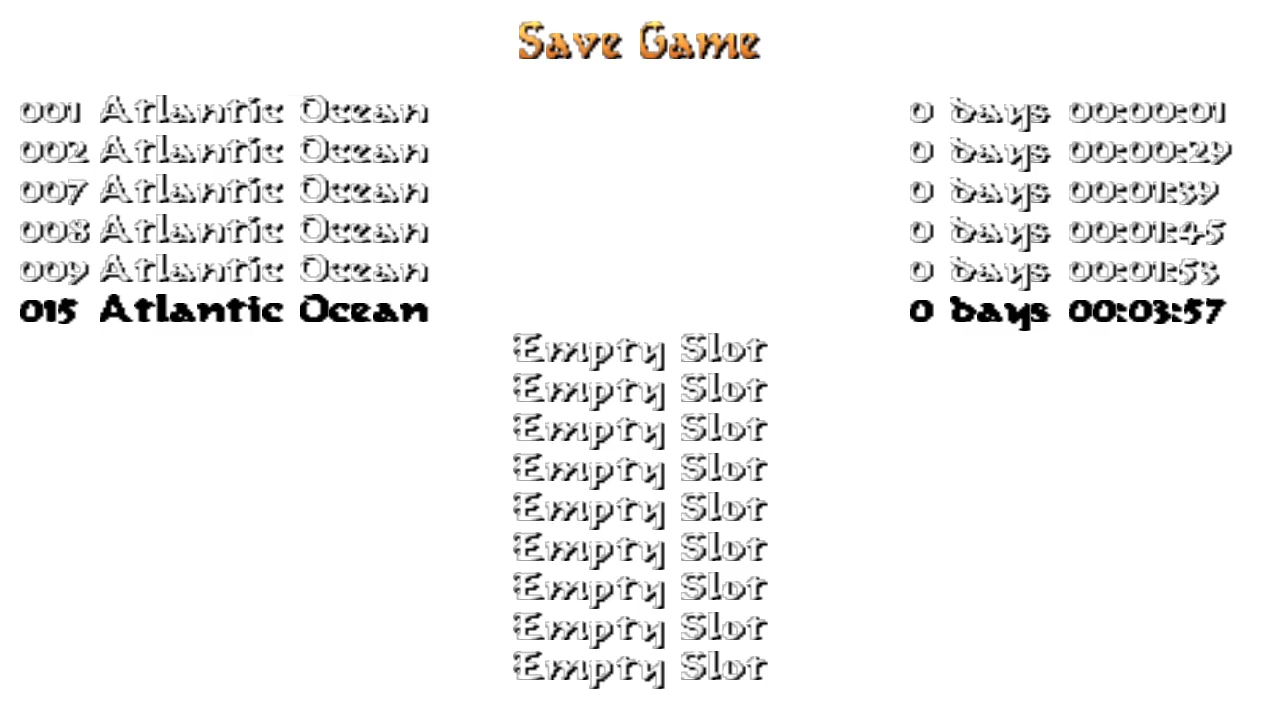 Save Game
001 Atlantic Ocean 0 days 00:00:01
002 Atlantic Ocean 0 days 00:00:29
007 Atlantic Ocean 0 days 00:01:39
008 Atlantic Ocean 0 days 00:01:45
009 Atlantic Ocean 0 days 00:01:53
015 Atlantic Ocean 0 days 00:03:57
Empty Slot
Empty Slot
Empty Slot
Empty Slot
Empty Slot
Empty Slot
Empty Slot
Empty Slot
Empty Slot